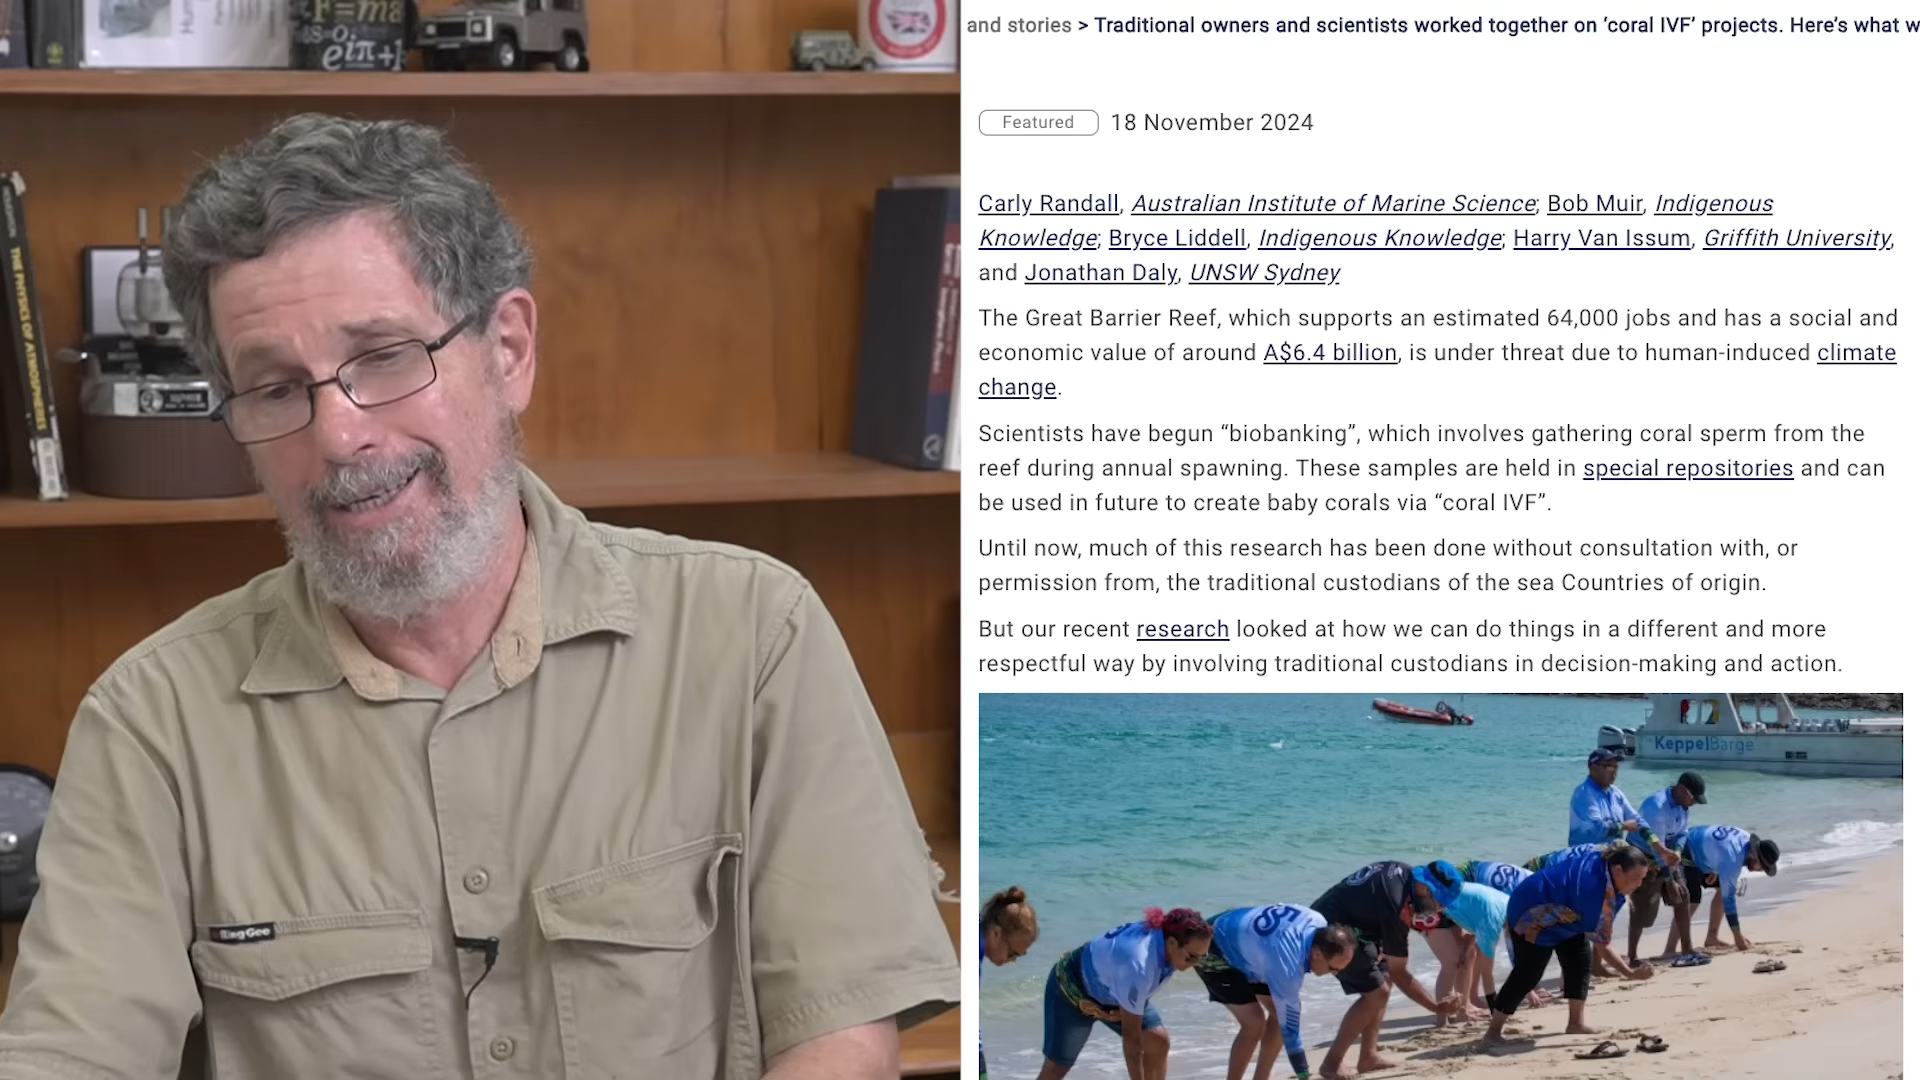 F=ma
eiπ+1
THE PHYSICS OF ATMOSPHERES
KingGee
and stories > Traditional owners and scientists worked together on ‘coral IVF’ projects. Here’s what w
Featured 18 November 2024
Carly Randall, Australian Institute of Marine Science; Bob Muir, Indigenous
Knowledge; Bryce Liddell, Indigenous Knowledge; Harry Van Issum, Griffith University,
and Jonathan Daly, UNSW Sydney
The Great Barrier Reef, which supports an estimated 64,000 jobs and has a social and
economic value of around A$6.4 billion, is under threat due to human-induced climate
change.
Scientists have begun “biobanking”, which involves gathering coral sperm from the
reef during annual spawning. These samples are held in special repositories and can
be used in future to create baby corals via “coral IVF”.
Until now, much of this research has been done without consultation with, or
permission from, the traditional custodians of the sea Countries of origin.
But our recent research looked at how we can do things in a different and more
respectful way by involving traditional custodians in decision-making and action.
KeppelBarge